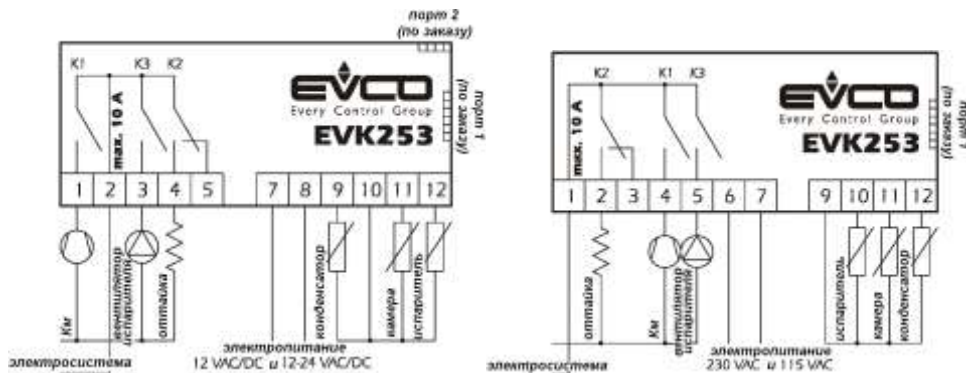 порт 2
(по заказу)
K1 K3 K2
max. 10 A
EVCO
Every Control Group
EVK253
порт 1
(по заказу)
1 2 3 4 5 7 8 9 10 11 12
Км
вентилятор
испарителя
оттайка
конденсатор
камера
испаритель
электросистема
электропитание
12 VAC/DC и 12-24 VAC/DC
K2 K1 K3
max. 10 A
EVCO
Every Control Group
EVK253
порт 1
(по заказу)
1 2 3 4 5 6 7 9 10 11 12
оттайка
Км
вентилятор
испарителя
испаритель
камера
конденсатор
электросистема
электропитание
230 VAC и 115 VAC